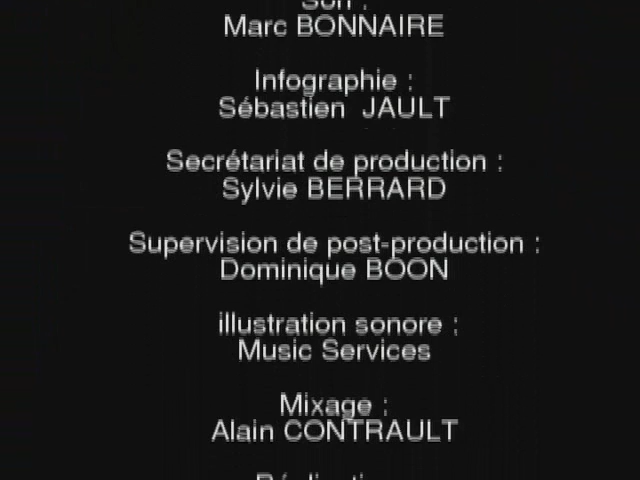 Son :
Marc BONNAIRE
Infographie :
Sébastien JAULT
Secrétariat de production :
Sylvie BERRARD
Supervision de post-production :
Dominique BOON
illustration sonore :
Music Services
Mixage :
Alain CONTRAULT